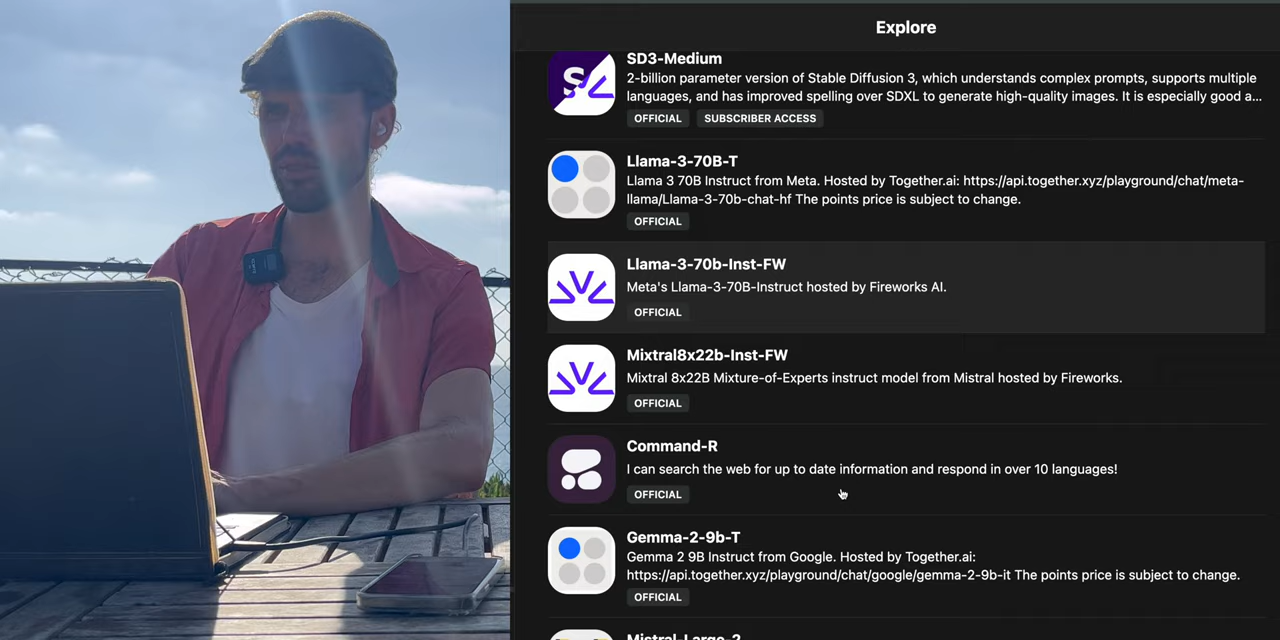 Explore
SD3-Medium
2-billion parameter version of Stable Diffusion 3, which understands complex prompts, supports multiple
languages, and has improved spelling over SDXL to generate high-quality images. It is especially good a...
OFFICIAL
SUBSCRIBER ACCESS
Llama-3-70B-T
Llama 3 70B Instruct from Meta. Hosted by Together.ai: https://api.together.xyz/playground/chat/meta-
llama/Llama-3-70b-chat-hf The points price is subject to change.
OFFICIAL
Llama-3-70b-Inst-FW
Meta's Llama-3-70B-Instruct hosted by Fireworks AI.
OFFICIAL
Mixtral8x22b-Inst-FW
Mixtral 8x22B Mixture-of-Experts instruct model from Mistral hosted by Fireworks.
OFFICIAL
Command-R
I can search the web for up to date information and respond in over 10 languages!
OFFICIAL
Gemma-2-9b-T
Gemma 2 9B Instruct from Google. Hosted by Together.ai:
https://api.together.xyz/playground/chat/google/gemma-2-9b-it The points price is subject to change.
OFFICIAL
Mistral-Large-2